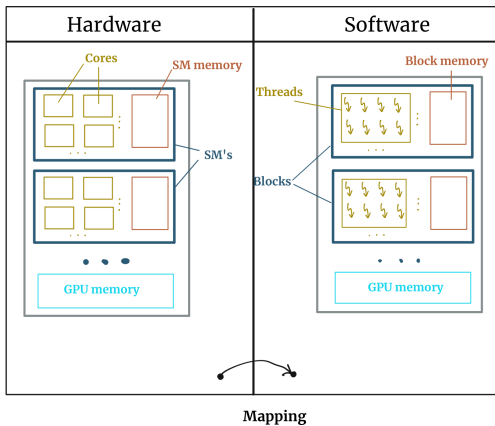 Hardware
Software
Cores
SM memory
SM's
GPU memory
Block memory
Threads
Blocks
GPU memory
Mapping